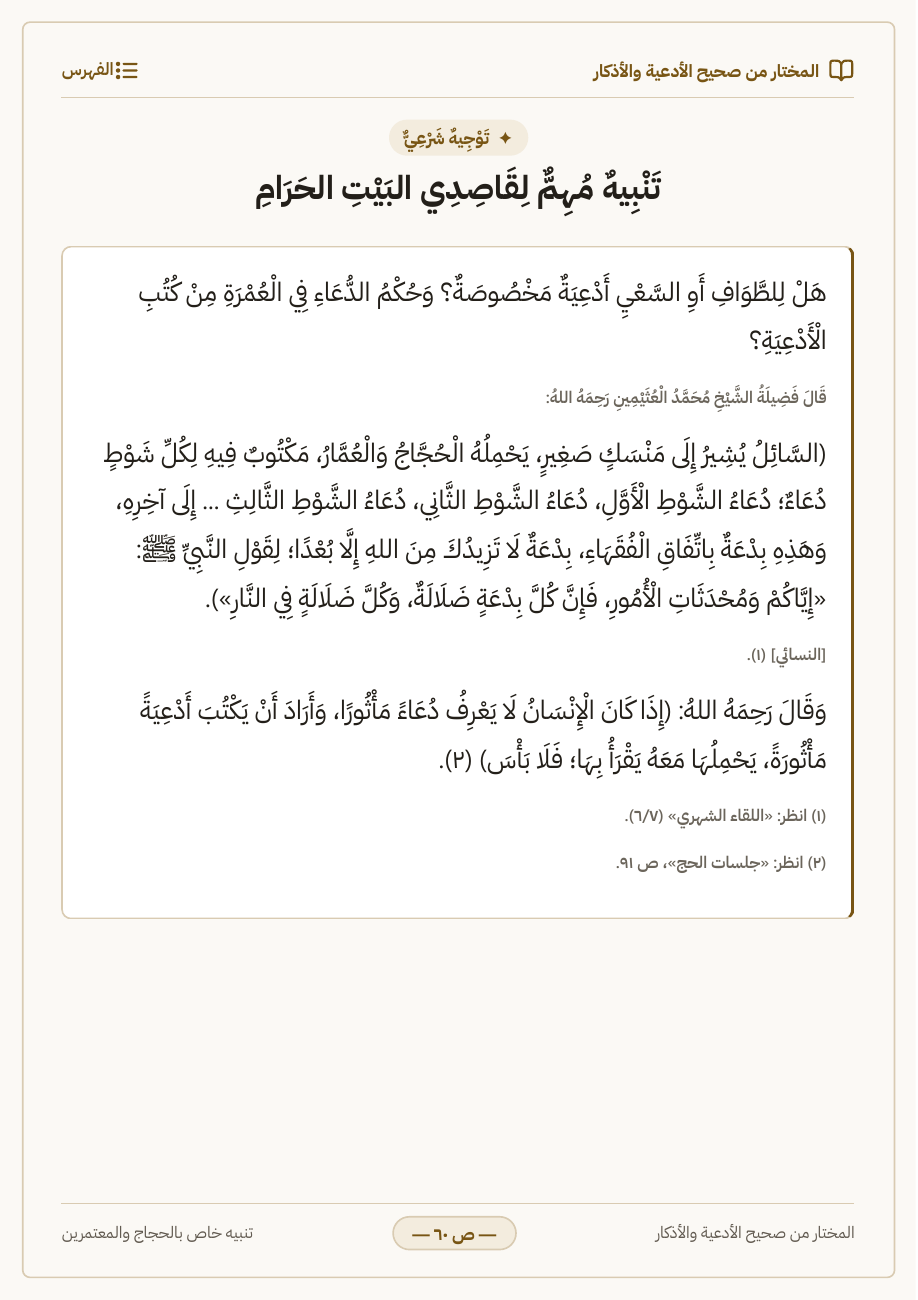 المختار من صحيح الأدعية والأذكار
الفهرس
✦ تَوْجِيهٌ شَرْعِيٌّ
تَنْبِيهٌ مُهِمٌّ لِقَاصِدِي البَيْتِ الحَرَامِ
هَلْ لِلطَّوَافِ أَوِ السَّعْيِ أَدْعِيَةٌ مَخْصُوصَةٌ؟ وَحُكْمُ الدُّعَاءِ فِي الْعُمْرَةِ مِنْ كُتُبِ
الْأَدْعِيَةِ؟
قَالَ فَضِيلَةُ الشَّيْخِ مُحَمَّدُ الْعُثَيْمِينِ رَحِمَهُ اللهُ:
(السَّائِلُ يُشِيرُ إِلَى مَنْسَكٍ صَغِيرٍ، يَحْمِلُهُ الْحُجَّاجُ وَالْعُمَّارُ، مَكْتُوبٌ فِيهِ لِكُلِّ شَوْطٍ
دُعَاءٌ؛ دُعَاءُ الشَّوْطِ الْأَوَّلِ، دُعَاءُ الشَّوْطِ الثَّانِي، دُعَاءُ الشَّوْطِ الثَّالِثِ ... إِلَى آخِرِهِ،
وَهَذِهِ بِدْعَةٌ بِاتِّفَاقِ الْفُقَهَاءِ، بِدْعَةٌ لَا تَزِيدُكَ مِنَ اللهِ إِلَّا بُعْدًا؛ لِقَوْلِ النَّبِيِّ ﷺ:
«إِيَّاكُمْ وَمُحْدَثَاتِ الْأُمُورِ، فَإِنَّ كُلَّ بِدْعَةٍ ضَلَالَةٌ، وَكُلَّ ضَلَالَةٍ فِي النَّارِ»).
[النسائي] (١).
وَقَالَ رَحِمَهُ اللهُ: (إِذَا كَانَ الْإِنْسَانُ لَا يَعْرِفُ دُعَاءً مَأْثُورًا، وَأَرَادَ أَنْ يَكْتُبَ أَدْعِيَةً
مَأْثُورَةً، يَحْمِلُهَا مَعَهُ يَقْرَأُ بِهَا؛ فَلَا بَأْسَ) (٢).
(١) انظر: «اللقاء الشهري» (٦/٧).
(٢) انظر: «جلسات الحج»، ص ٩١.
المختار من صحيح الأدعية والأذكار
— ص ٦٠ —
تنبيه خاص بالحجاج والمعتمرين